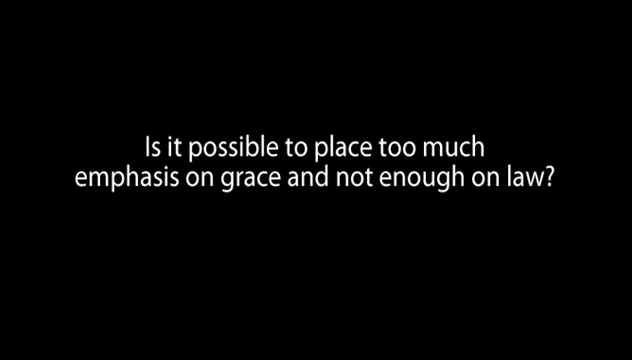 Is it possible to place too much
emphasis on grace and not enough on law?